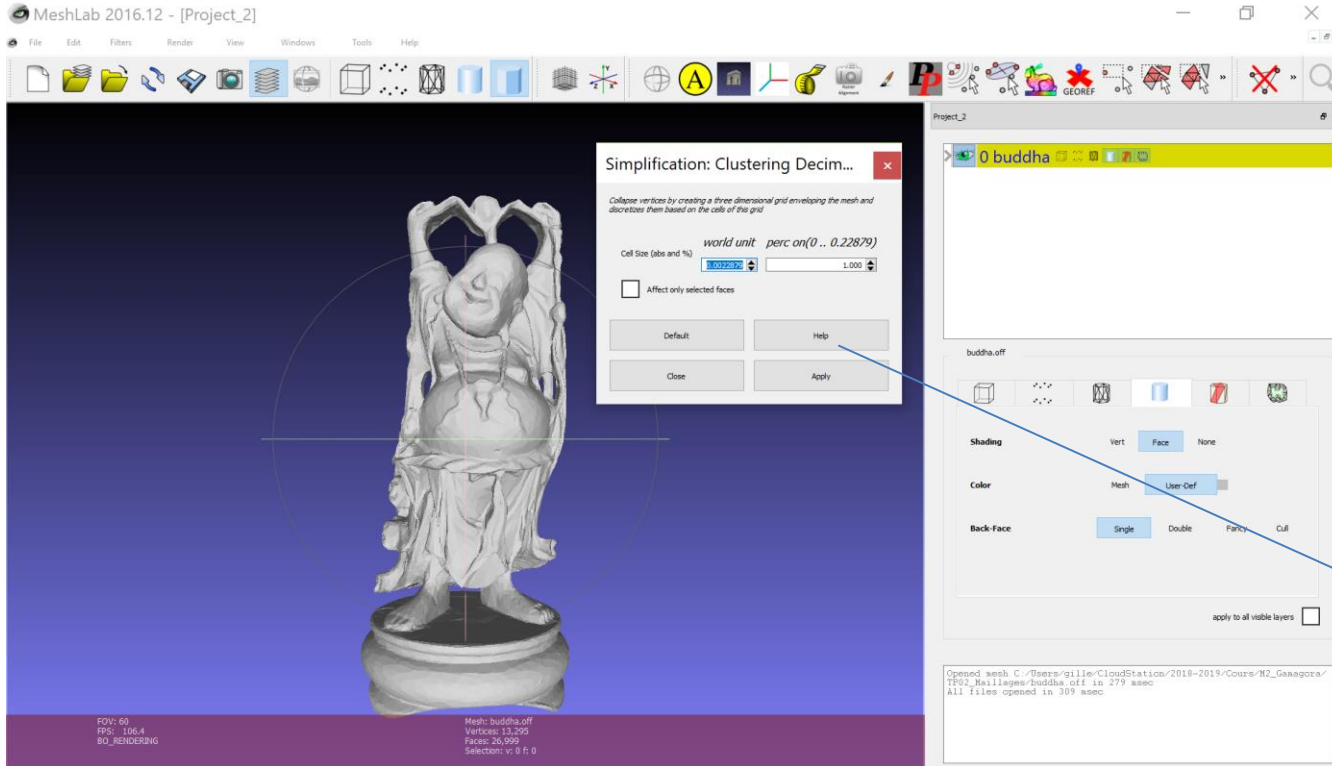 MeshLab 2016.12 - [Project_2]
File Edit Filters Render View Windows Tools Help
A Raster Alignment PP GEOREF » »
Project_2
0 buddha
Simplification: Clustering Decim...
Collapse vertices by creating a three dimensional grid enveloping the mesh and
discretizes them based on the cells of this grid
world unit perc on(0 .. 0.22879)
Cell Size (abs and %) 0.0022879 1.000
Affect only selected faces
Default Help
Close Apply
buddha.off
Shading Vert Face None
Color Mesh User-Def
Back-Face Single Double Fancy Cull
apply to all visible layers
Opened mesh C:/Users/gille/CloudStation/2018-2019/Cours/M2_Gamagora/
TP02_Maillages/buddha.off in 279 msec
All files opened in 309 msec
FOV: 60
FPS: 106.4
BO_RENDERING
Mesh: buddha.off
Vertices: 13,295
Faces: 26,999
Selection: v: 0 f: 0